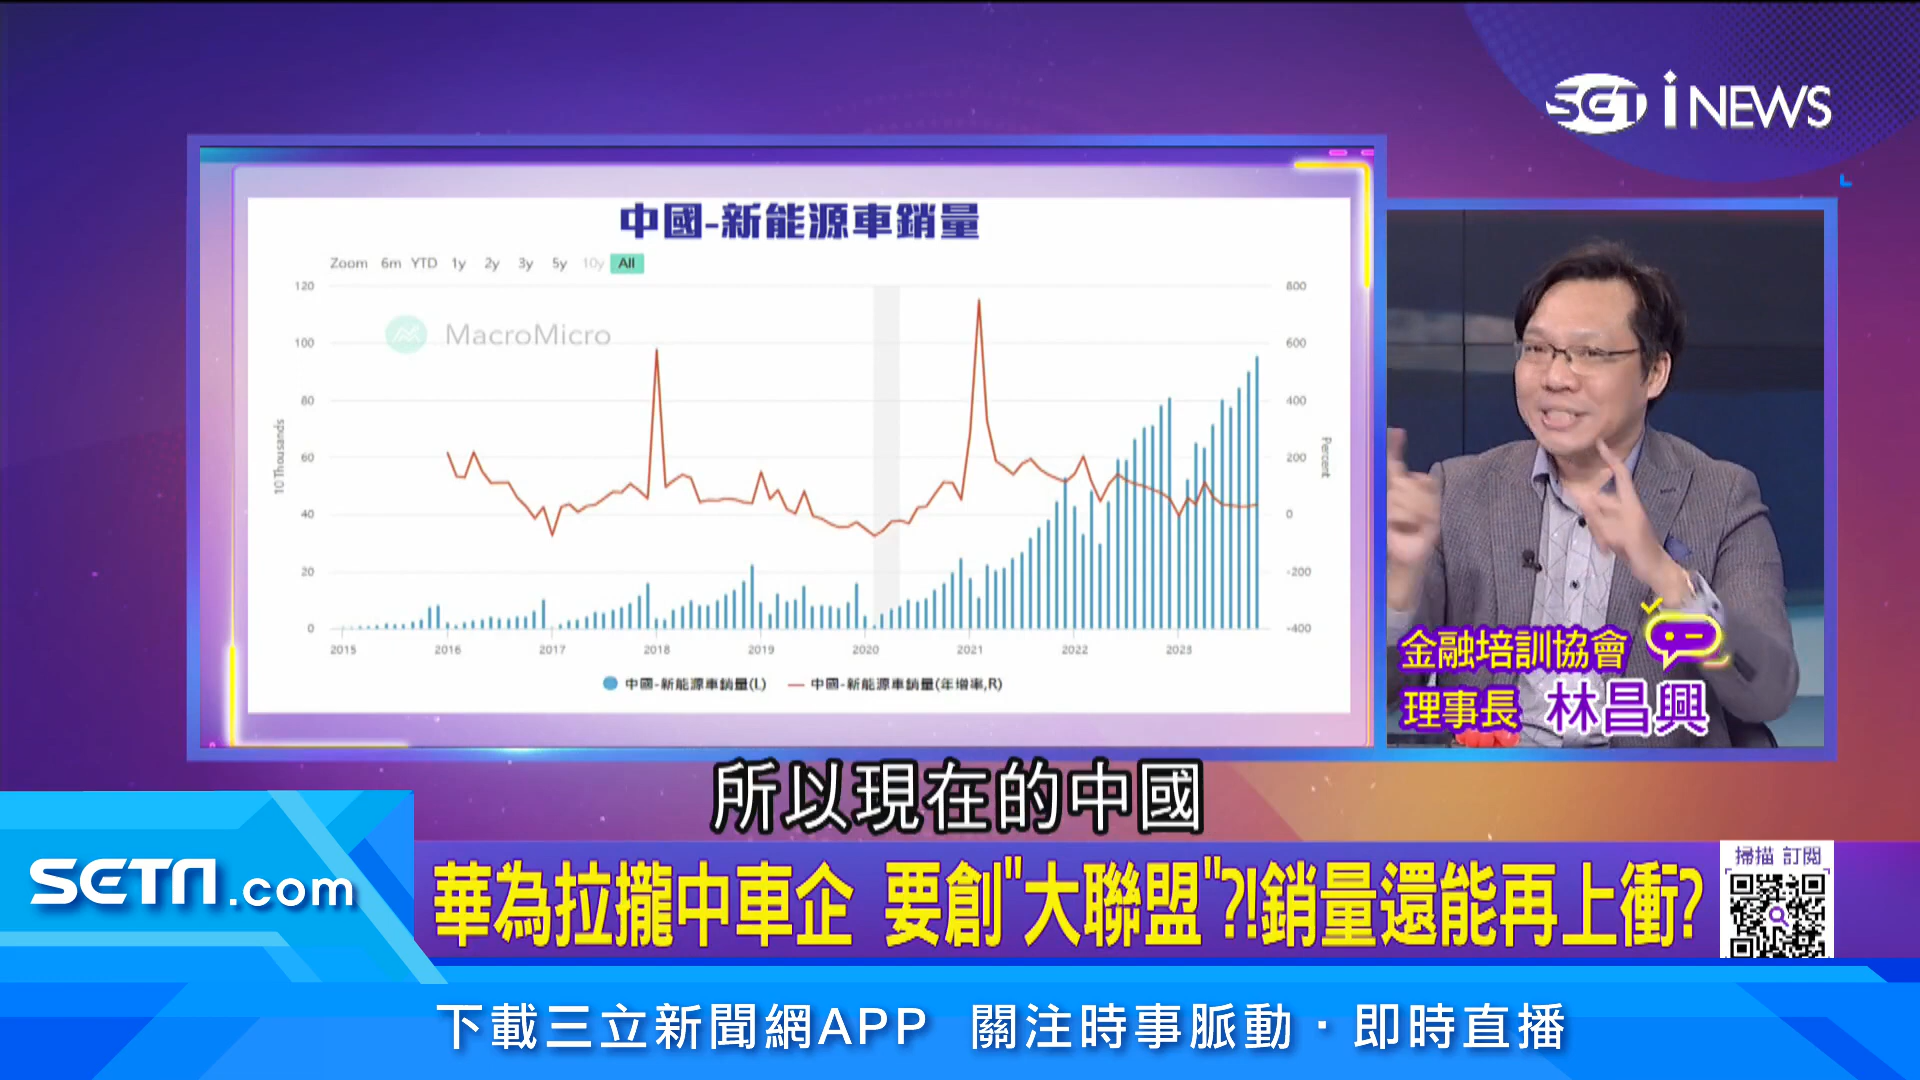 SET iNEWS
中國-新能源車銷量
Zoom 6m YTD 1y 2y 3y 5y 10y All
MacroMicro
120
100
80
60
40
20
0
10 Thousands
800
600
400
200
0
-200
-400
Percent
2015 2016 2017 2018 2019 2020 2021 2022 2023
中國-新能源車銷量(L) 中國-新能源車銷量(年增率,R)
金融培訓協會
理事長 林昌興
所以現在的中國
SETN.com
華為拉攏中車企 要創"大聯盟"?!銷量還能再上衝?
掃描 訂閱
下載三立新聞網APP 關注時事脈動・即時直播